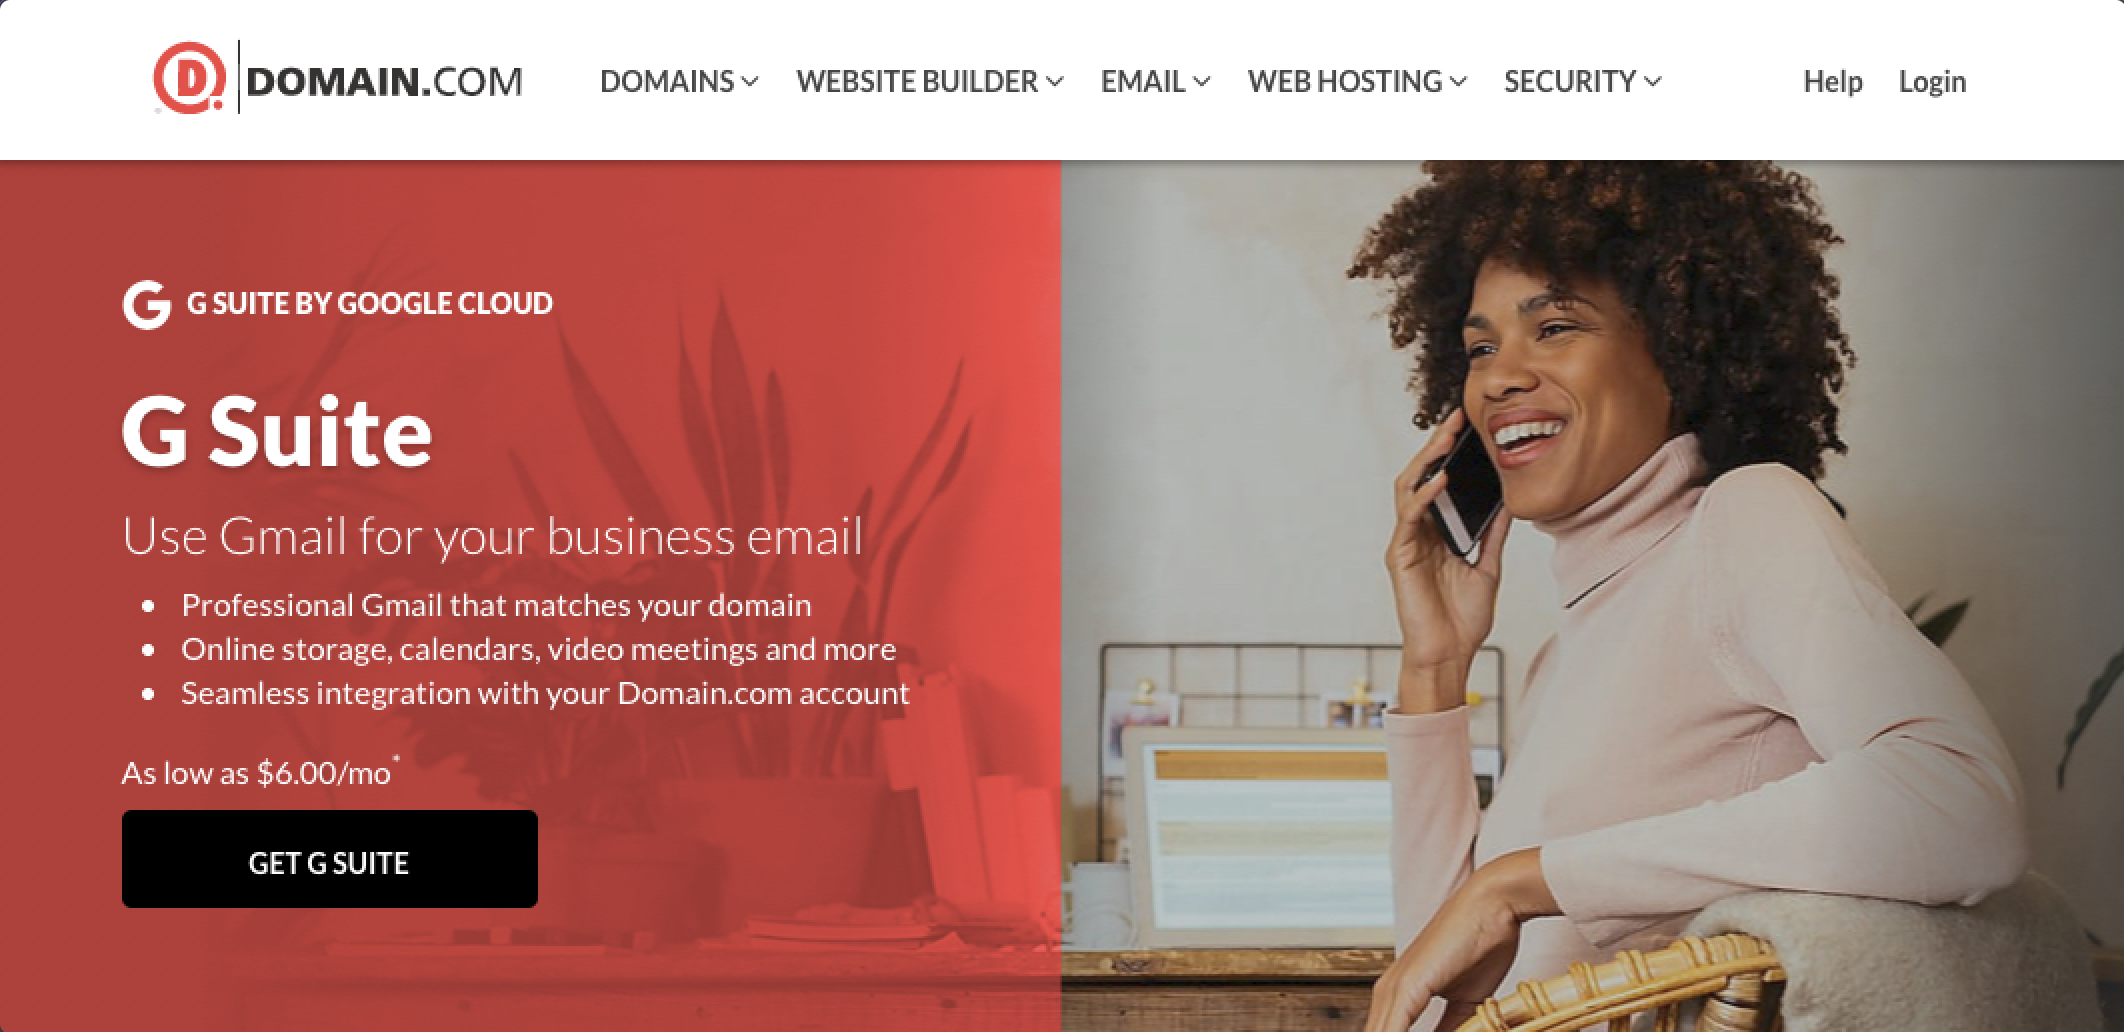 D DOMAIN.COM
DOMAINS WEBSITE BUILDER EMAIL WEB HOSTING SECURITY Help Login
G G SUITE BY GOOGLE CLOUD
G Suite
Use Gmail for your business email
• Professional Gmail that matches your domain
• Online storage, calendars, video meetings and more
• Seamless integration with your Domain.com account
As low as $6.00/mo*
GET G SUITE